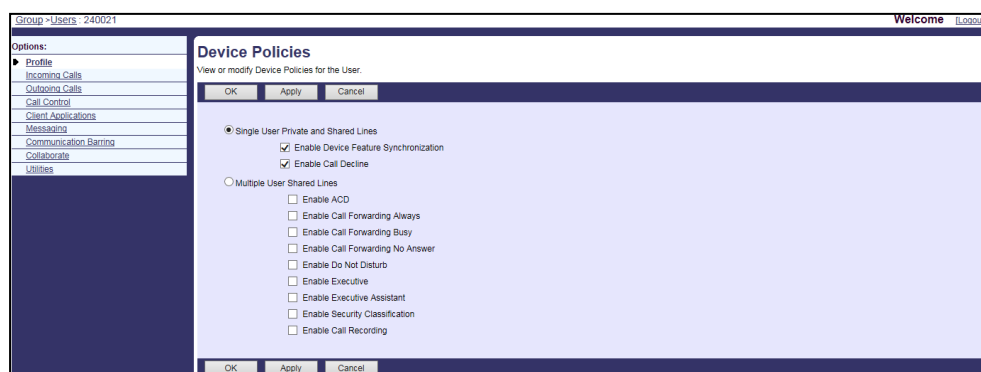 Group >Users : 240021
Welcome [Logou
Options:
Profile
Incoming Calls
Outgoing Calls
Call Control
Client Applications
Messaging
Communication Barring
Collaborate
Utilities
Device Policies
View or modify Device Policies for the User.
OK Apply Cancel
Single User Private and Shared Lines
Enable Device Feature Synchronization
Enable Call Decline
Multiple User Shared Lines
Enable ACD
Enable Call Forwarding Always
Enable Call Forwarding Busy
Enable Call Forwarding No Answer
Enable Do Not Disturb
Enable Executive
Enable Executive Assistant
Enable Security Classification
Enable Call Recording
OK Apply Cancel